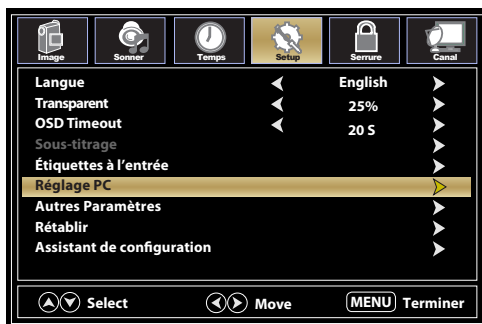 Image Sonner Temps Setup Serrure Canal
Langue English
Transparent 25%
OSD Timeout 20 S
Sous-titrage
Étiquettes à l'entrée
Réglage PC
Autres Paramètres
Rétablir
Assistant de configuration
Select Move MENU Terminer